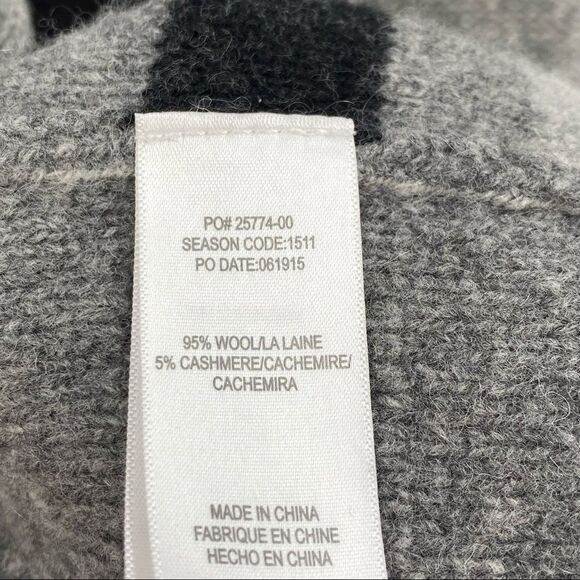 PO# 25774-00
SEASON CODE:1511
PO DATE:061915
95% WOOL/LA LAINE
5% CASHMERE/CACHEMIRE/
CACHEMIRA
MADE IN CHINA
FABRIQUE EN CHINE
HECHO EN CHINA